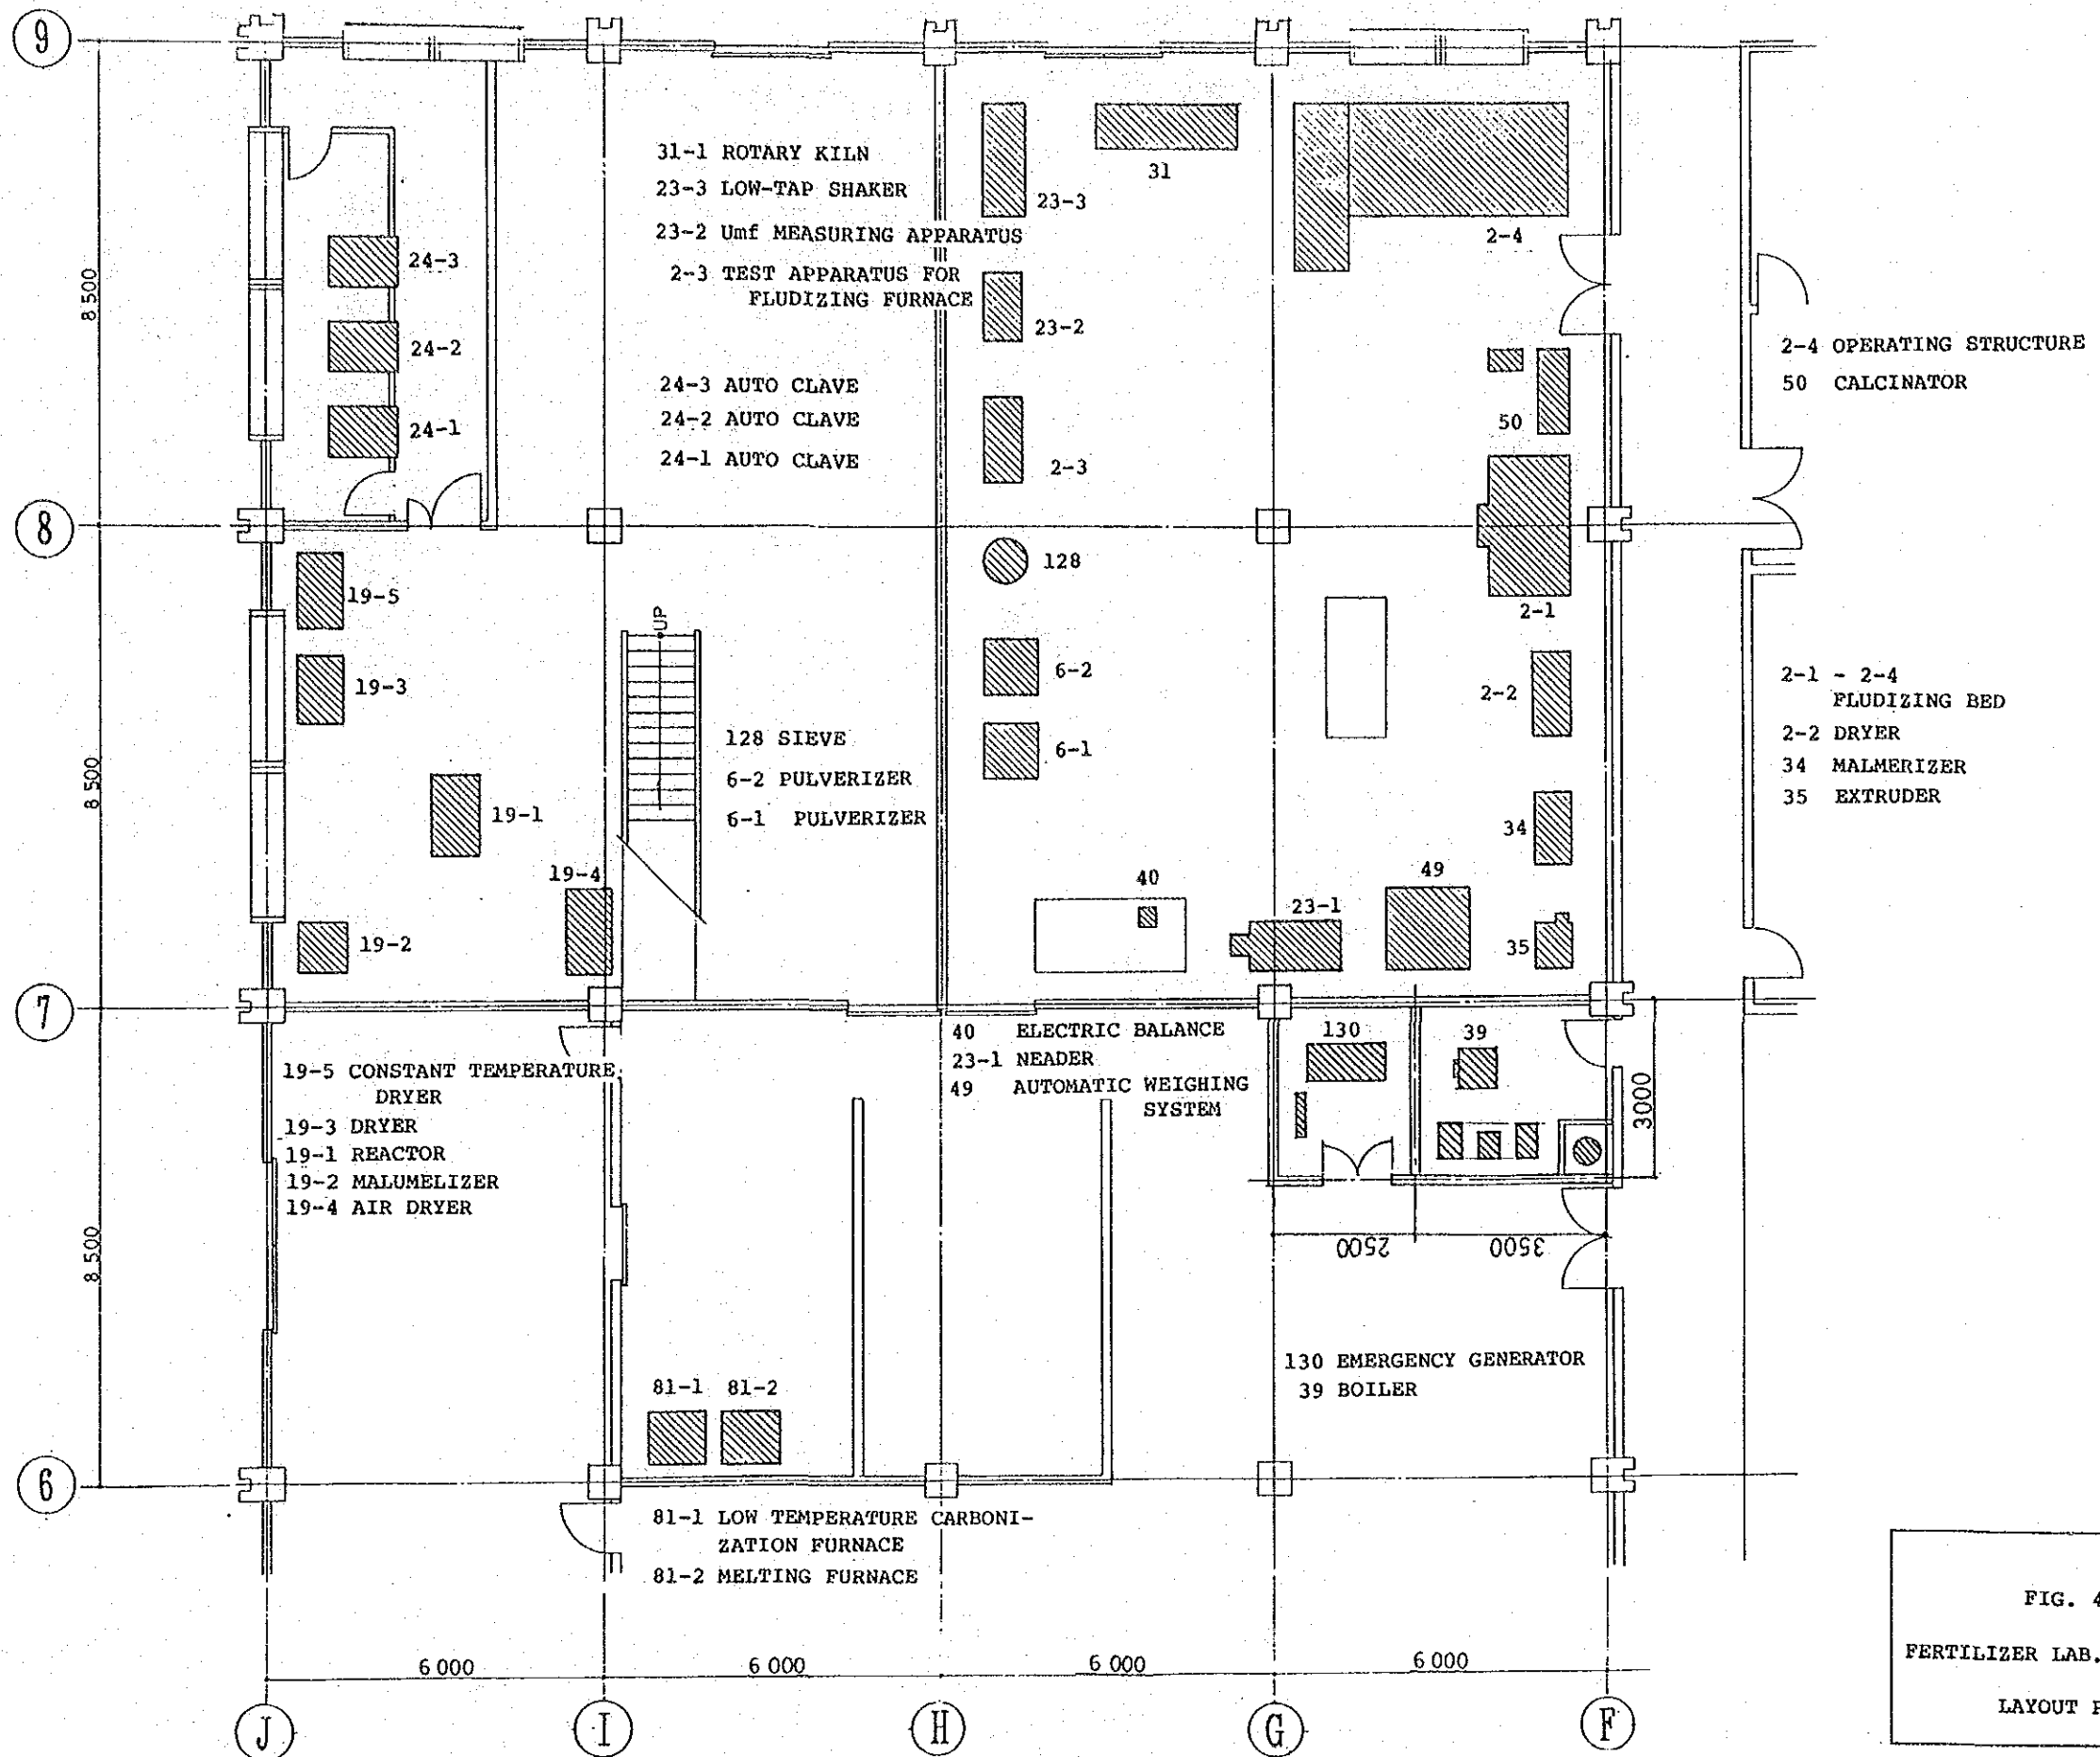 9
31-1 ROTARY KILN
23-3 LOW-TAP SHAKER
23-2 Umf MEASURING APPARATUS
2-3 TEST APPARATUS FOR
FLUDIZING FURNACE
24-3 AUTO CLAVE
24-2 AUTO CLAVE
24-1 AUTO CLAVE
24-3
24-2
24-1
23-3
31
2-4
23-2
2-3
50
2-4 OPERATING STRUCTURE
50 CALCINATOR
8 500
8
19-5
19-3
19-1
19-4
19-2
UP
128 SIEVE
6-2 PULVERIZER
6-1 PULVERIZER
128
6-2
6-1
2-1
2-2
34
49
40
23-1
35
2-1 - 2-4
FLUDIZING BED
2-2 DRYER
34 MALMERIZER
35 EXTRUDER
8 500
7
19-5 CONSTANT TEMPERATURE
DRYER
19-3 DRYER
19-1 REACTOR
19-2 MALUMELIZER
19-4 AIR DRYER
40 ELECTRIC BALANCE
23-1 NEADER
49 AUTOMATIC WEIGHING
SYSTEM
130
39
3000
2500
3500
130 EMERGENCY GENERATOR
39 BOILER
8 500
81-1 81-2
6
81-1 LOW TEMPERATURE CARBONI-
ZATION FURNACE
81-2 MELTING FURNACE
6 000
6 000
6 000
6 000
J
I
H
G
F
FIG. 4
FERTILIZER LAB.
LAYOUT